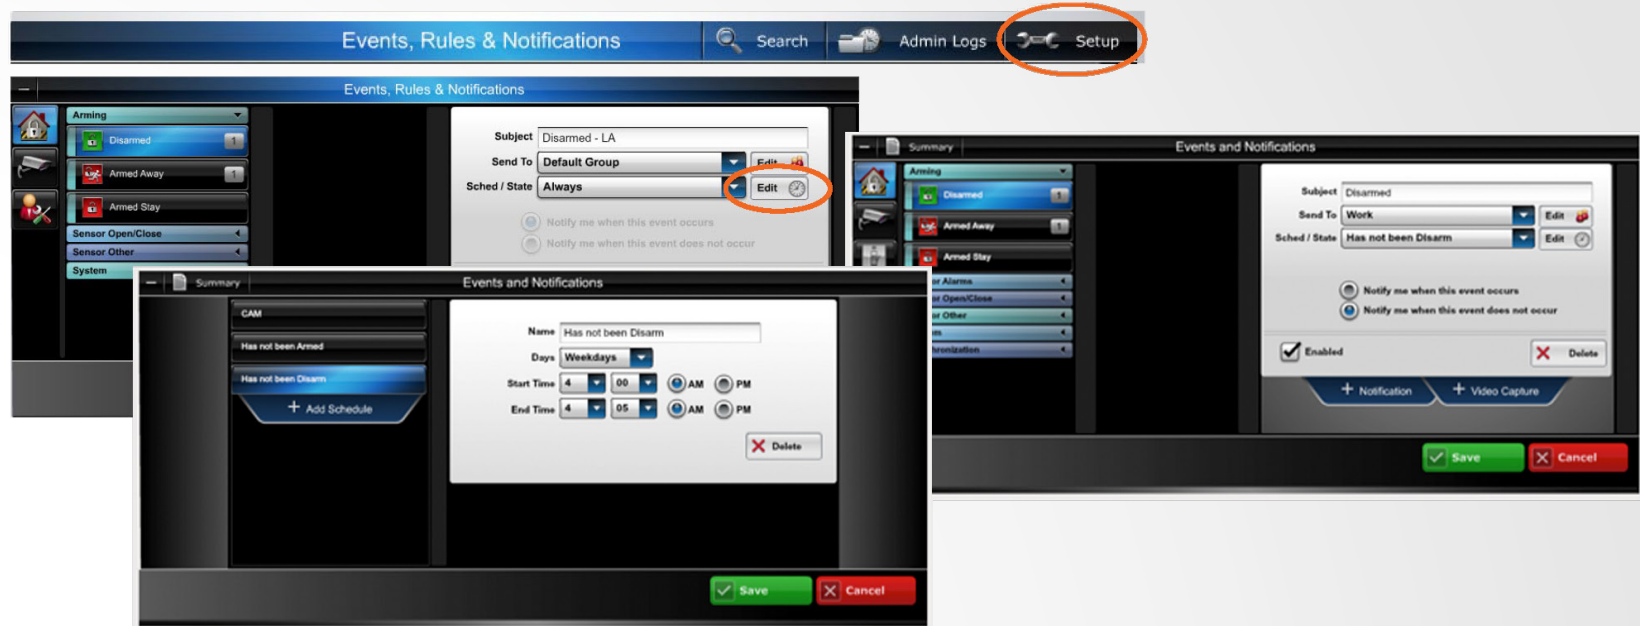 Events, Rules & Notifications
Search
Admin Logs
Setup
Events, Rules & Notifications
Arming
Disarmed 1
Armed Away 1
Armed Stay
Sensor Open/Close
Sensor Other
System
Subject Disarmed - LA
Send To Default Group Edit
Sched / State Always Edit
Notify me when this event occurs
Notify me when this event does not occur
Summary
Events and Notifications
CAM
Has not been Armed
Has not been Disarm
+ Add Schedule
Name Has not been Disarm
Days Weekdays
Start Time 4 00 AM PM
End Time 4 05 AM PM
Delete
Save
Cancel
Summary
Events and Notifications
Arming
Disarmed 1
Armed Away 1
Armed Stay
Alarms
Open/Close
Other
Subject Disarmed
Send To Work Edit
Sched / State Has not been Disarm Edit
Notify me when this event occurs
Notify me when this event does not occur
Enabled
Delete
+ Notification
+ Video Capture
Save
Cancel